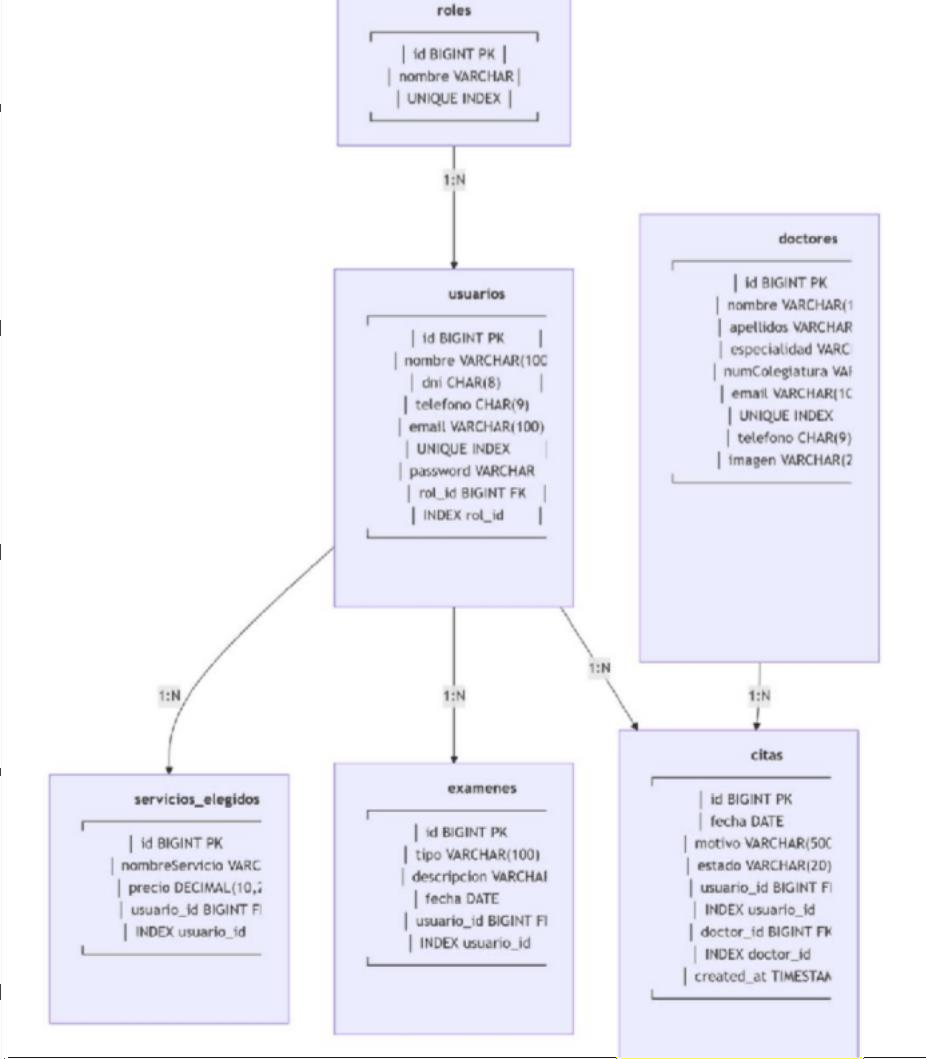 roles
id BIGINT PK
nombre VARCHAR
UNIQUE INDEX
1:N
usuarios
id BIGINT PK
nombre VARCHAR(100
dni CHAR(8)
telefono CHAR(9)
email VARCHAR(100)
UNIQUE INDEX
password VARCHAR
rol_id BIGINT FK
INDEX rol_id
doctores
id BIGINT PK
nombre VARCHAR(1
apellidos VARCHAR
especialidad VARC
numColegiatura VAR
email VARCHAR(10
UNIQUE INDEX
telefono CHAR(9)
imagen VARCHAR(2
1:N
1:N
1:N
1:N
servicios_elegidos
id BIGINT PK
nombreServicio VARC
precio DECIMAL(10,2
usuario_id BIGINT F
INDEX usuario_id
examenes
id BIGINT PK
tipo VARCHAR(100)
descripcion VARCHA
fecha DATE
usuario_id BIGINT F
INDEX usuario_id
citas
id BIGINT PK
fecha DATE
motivo VARCHAR(500
estado VARCHAR(20)
usuario_id BIGINT F
INDEX usuario_id
doctor_id BIGINT FK
INDEX doctor_id
created_at TIMESTAM